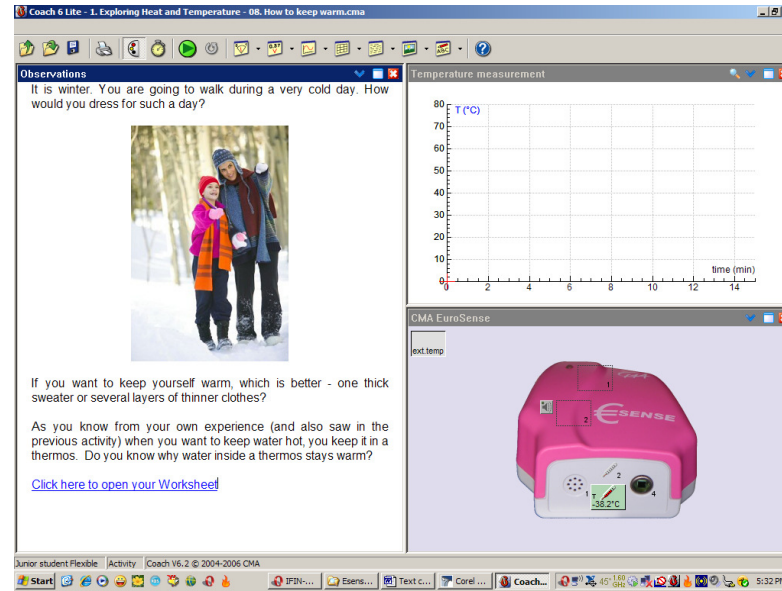 Coach 6 Lite - 1. Exploring Heat and Temperature - 08. How to keep warm.cma
Observations
It is winter. You are going to walk during a very cold day. How
would you dress for such a day?
If you want to keep yourself warm, which is better - one thick
sweater or several layers of thinner clothes?
As you know from your own experience (and also saw in the
previous activity) when you want to keep water hot, you keep it in a
thermos. Do you know why water inside a thermos stays warm?
Click here to open your Worksheet
Temperature measurement
80
T (°C)
70
60
50
40
30
20
10
0
time (min)
0 2 4 6 8 10 12 14
CMA EuroSense
ext.temp
1
2
€SENSE
2
1
4
T
-38.2°C
Junior student Flexible Activity Coach V6.2 © 2004-2006 CMA
Start IFIN-... Esens... Text c... Corel ... Coach... 45° 1.60 GHz 5:32 PM